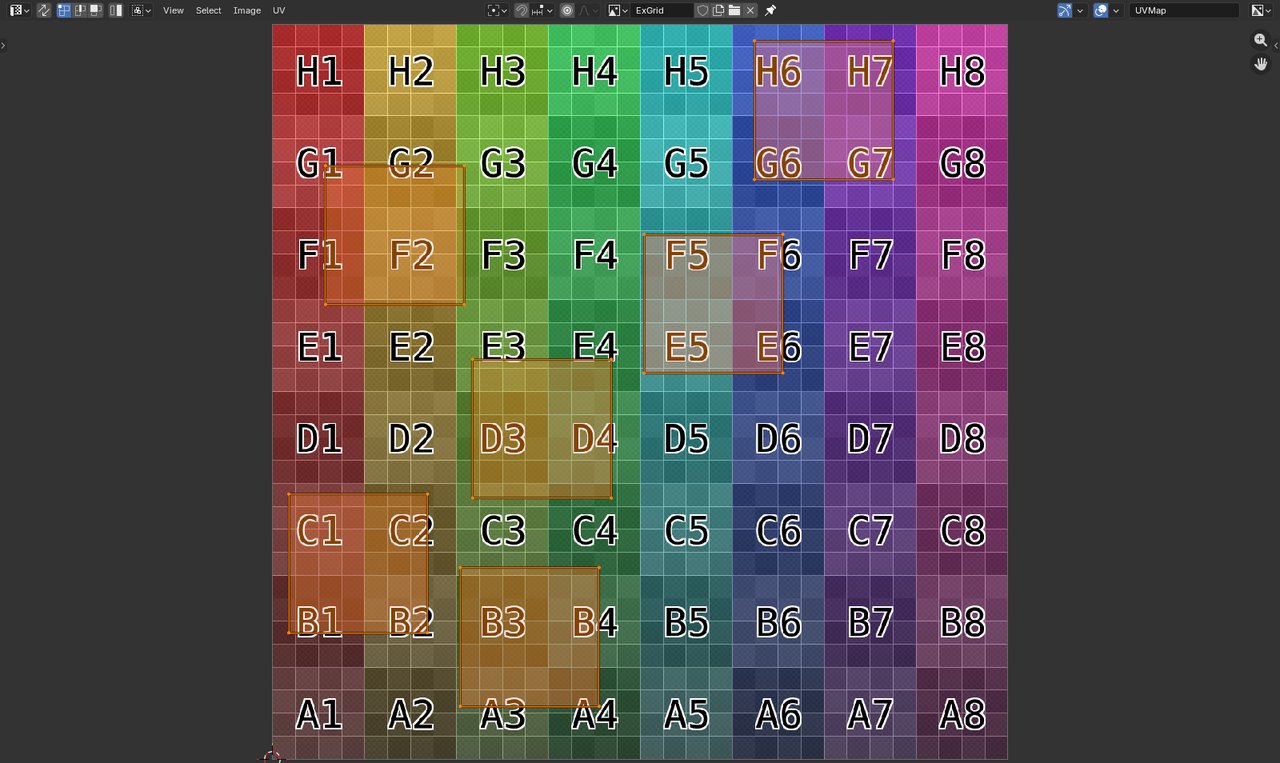 View Select Image UV ExGrid UVMap
H1 H2 H3 H4 H5 H6 H7 H8
G1 G2 G3 G4 G5 G6 G7 G8
F1 F2 F3 F4 F5 F6 F7 F8
E1 E2 E3 E4 E5 E6 E7 E8
D1 D2 D3 D4 D5 D6 D7 D8
C1 C2 C3 C4 C5 C6 C7 C8
B1 B2 B3 B4 B5 B6 B7 B8
A1 A2 A3 A4 A5 A6 A7 A8